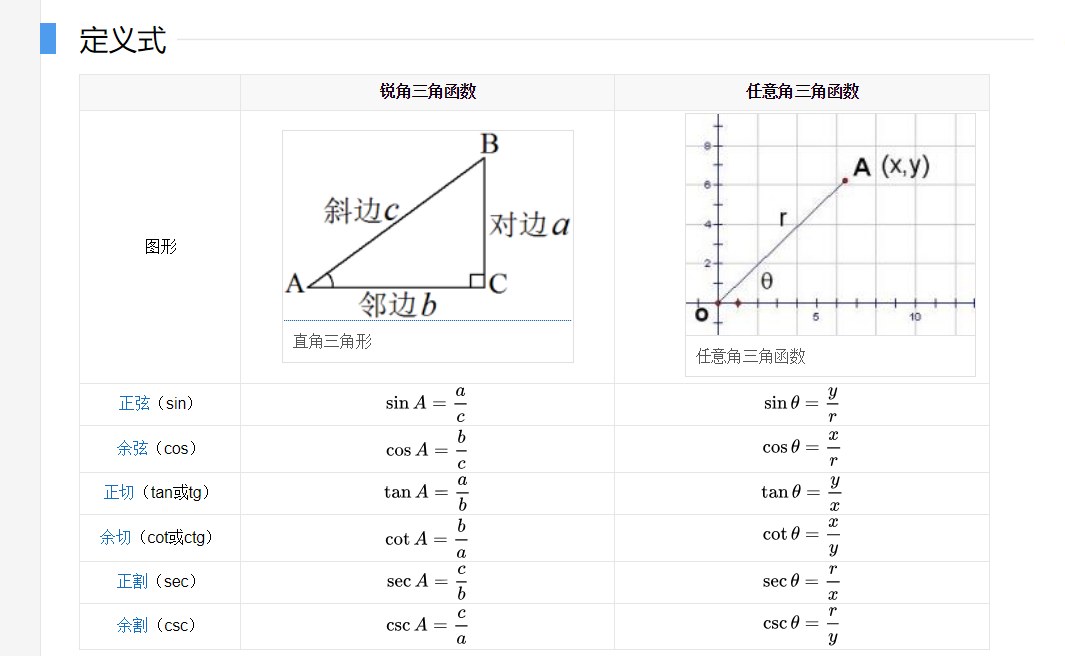 定义式
锐角三角函数 任意角三角函数
图形
B
斜边c
对边a
A
C
邻边b
直角三角形
8
A (x,y)
6
r
4
2
θ
O
5
10
任意角三角函数
正弦（sin） sin A = a/c sin θ = y/r
余弦（cos） cos A = b/c cos θ = x/r
正切（tan或tg） tan A = a/b tan θ = y/x
余切（cot或ctg） cot A = b/a cot θ = x/y
正割（sec） sec A = c/b sec θ = r/x
余割（csc） csc A = c/a csc θ = r/y